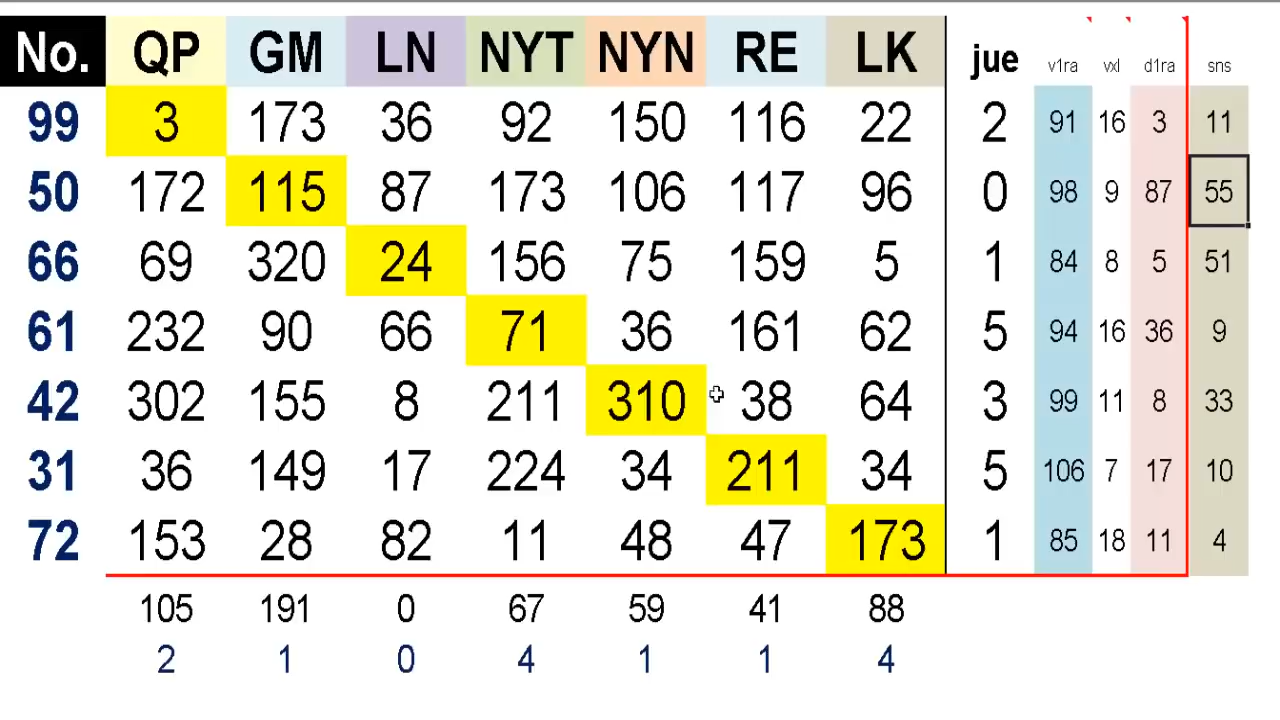 No. QP GM LN NYT NYN RE LK jue v1ra vxl d1ra sns
99 3 173 36 92 150 116 22 2 91 16 3 11
50 172 115 87 173 106 117 96 0 98 9 87 55
66 69 320 24 156 75 159 5 1 84 8 5 51
61 232 90 66 71 36 161 62 5 94 16 36 9
42 302 155 8 211 310 38 64 3 99 11 8 33
31 36 149 17 224 34 211 34 5 106 7 17 10
72 153 28 82 11 48 47 173 1 85 18 11 4
105 191 0 67 59 41 88
2 1 0 4 1 1 4